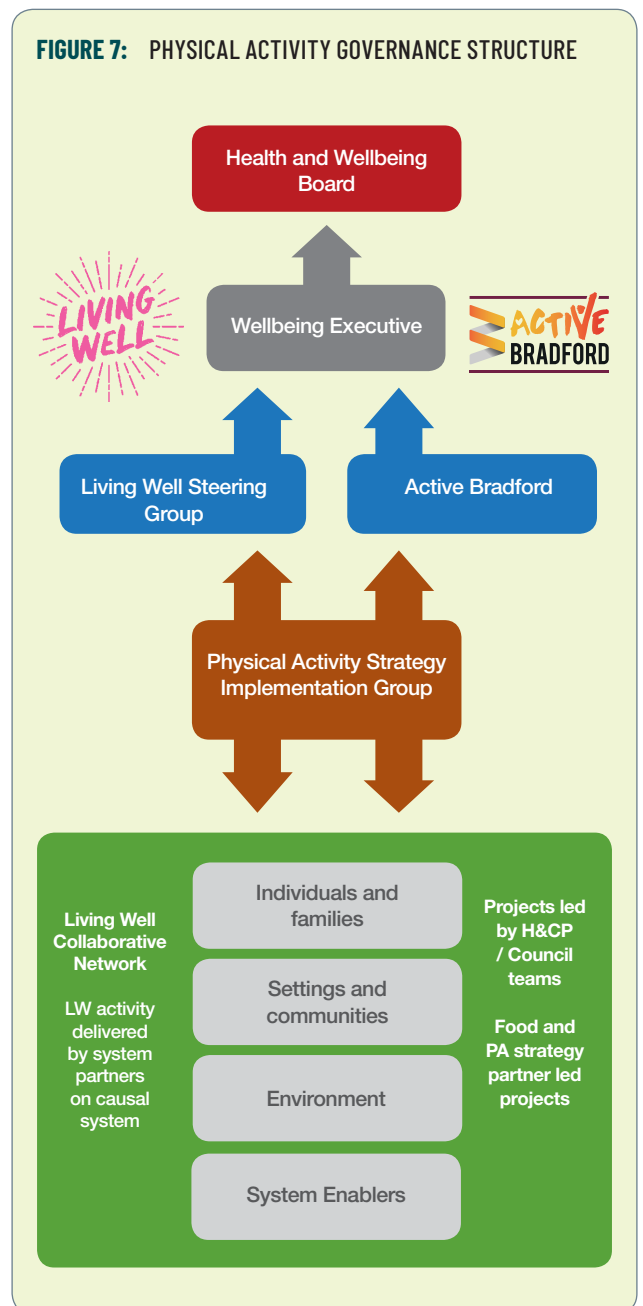 FIGURE 7: PHYSICAL ACTIVITY GOVERNANCE STRUCTURE
Health and Wellbeing
Board
LIVING
WELL
Wellbeing Executive
ACTIVE
BRADFORD
Living Well Steering
Group
Active Bradford
Physical Activity Strategy
Implementation Group
Living Well
Collaborative
Network
LW activity
delivered
by system
partners
on causal
system
Individuals and
families
Settings and
communities
Environment
System Enablers
Projects led
by H&CP
/ Council
teams
Food and
PA strategy
partner led
projects